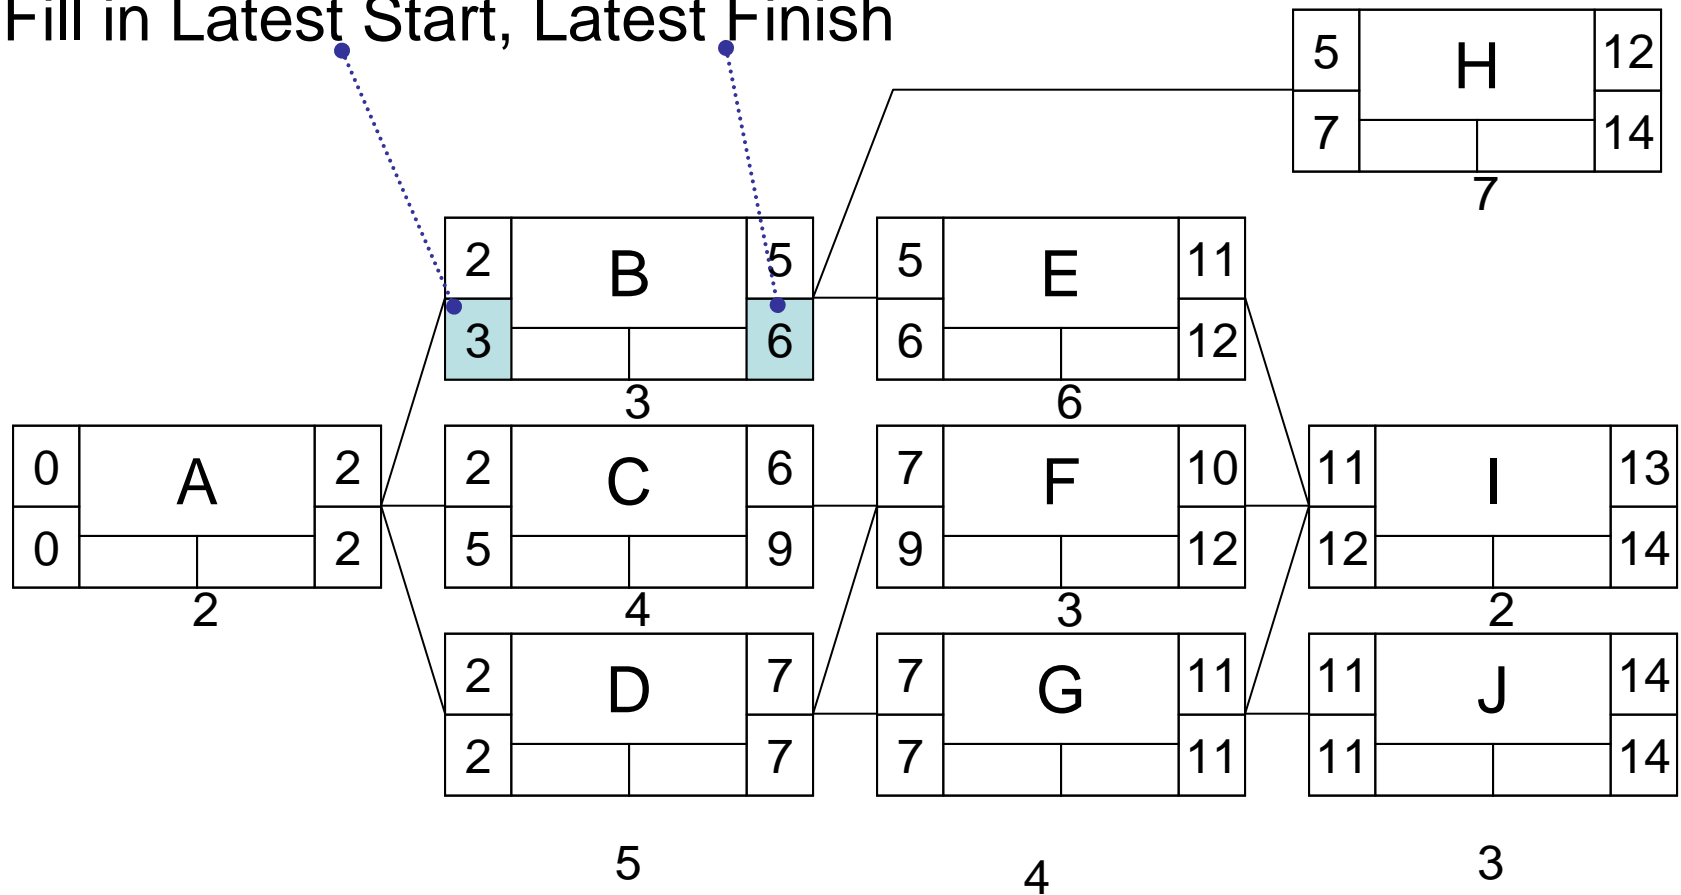 Fill in Latest Start, Latest Finish
5 H 12
7 14
7
2 B 5
3 6
3
5 E 11
6 12
6
0 A 2
0 2
2
2 C 6
5 9
4
7 F 10
9 12
3
11 I 13
12 14
2
2 D 7
2 7
5
7 G 11
7 11
4
11 J 14
11 14
3